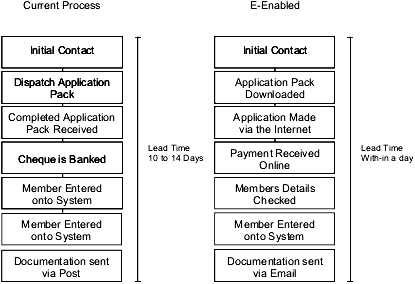 Current Process
E-Enabled
Initial Contact
Dispatch Application
Pack
Completed Application
Pack Received
Cheque is Banked
Member Entered
onto System
Member Entered
onto System
Documentation sent
via Post
Lead Time
10 to 14 Days
Initial Contact
Application Pack
Downloaded
Application Made
via the Internet
Payment Received
Online
Members Details
Checked
Member Entered
onto System
Documentation sent
via Email
Lead Time
With-in a day